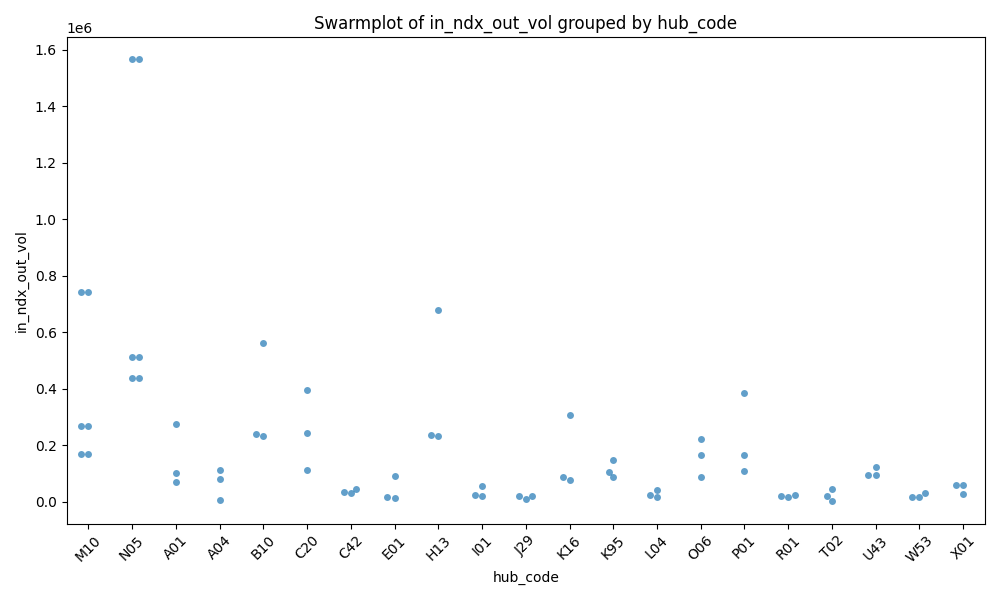 Swarmplot of in_ndx_out_vol grouped by hub_code
1e6
1.6
1.4
1.2
1.0
0.8
0.6
0.4
0.2
0.0
in_ndx_out_vol
M10
N05
A01
A04
B10
C20
C42
E01
H13
I01
J29
K16
K95
L04
O06
P01
R01
T02
U43
W53
X01
hub_code